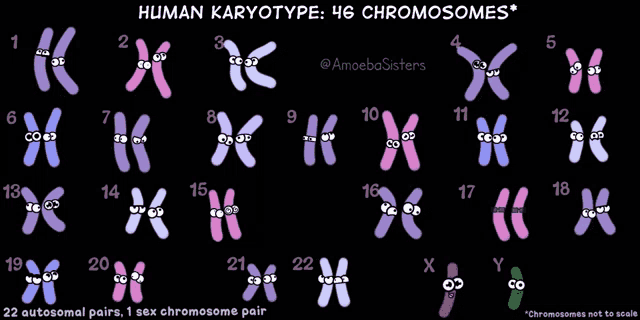 HUMAN KARYOTYPE: 46 CHROMOSOMES*
1 2 3 4 5
@AmoebaSisters
6 7 8 9 10 11 12
13 14 15 16 17 18
19 20 21 22 X Y
22 autosomal pairs, 1 sex chromosome pair
*Chromosomes not to scale